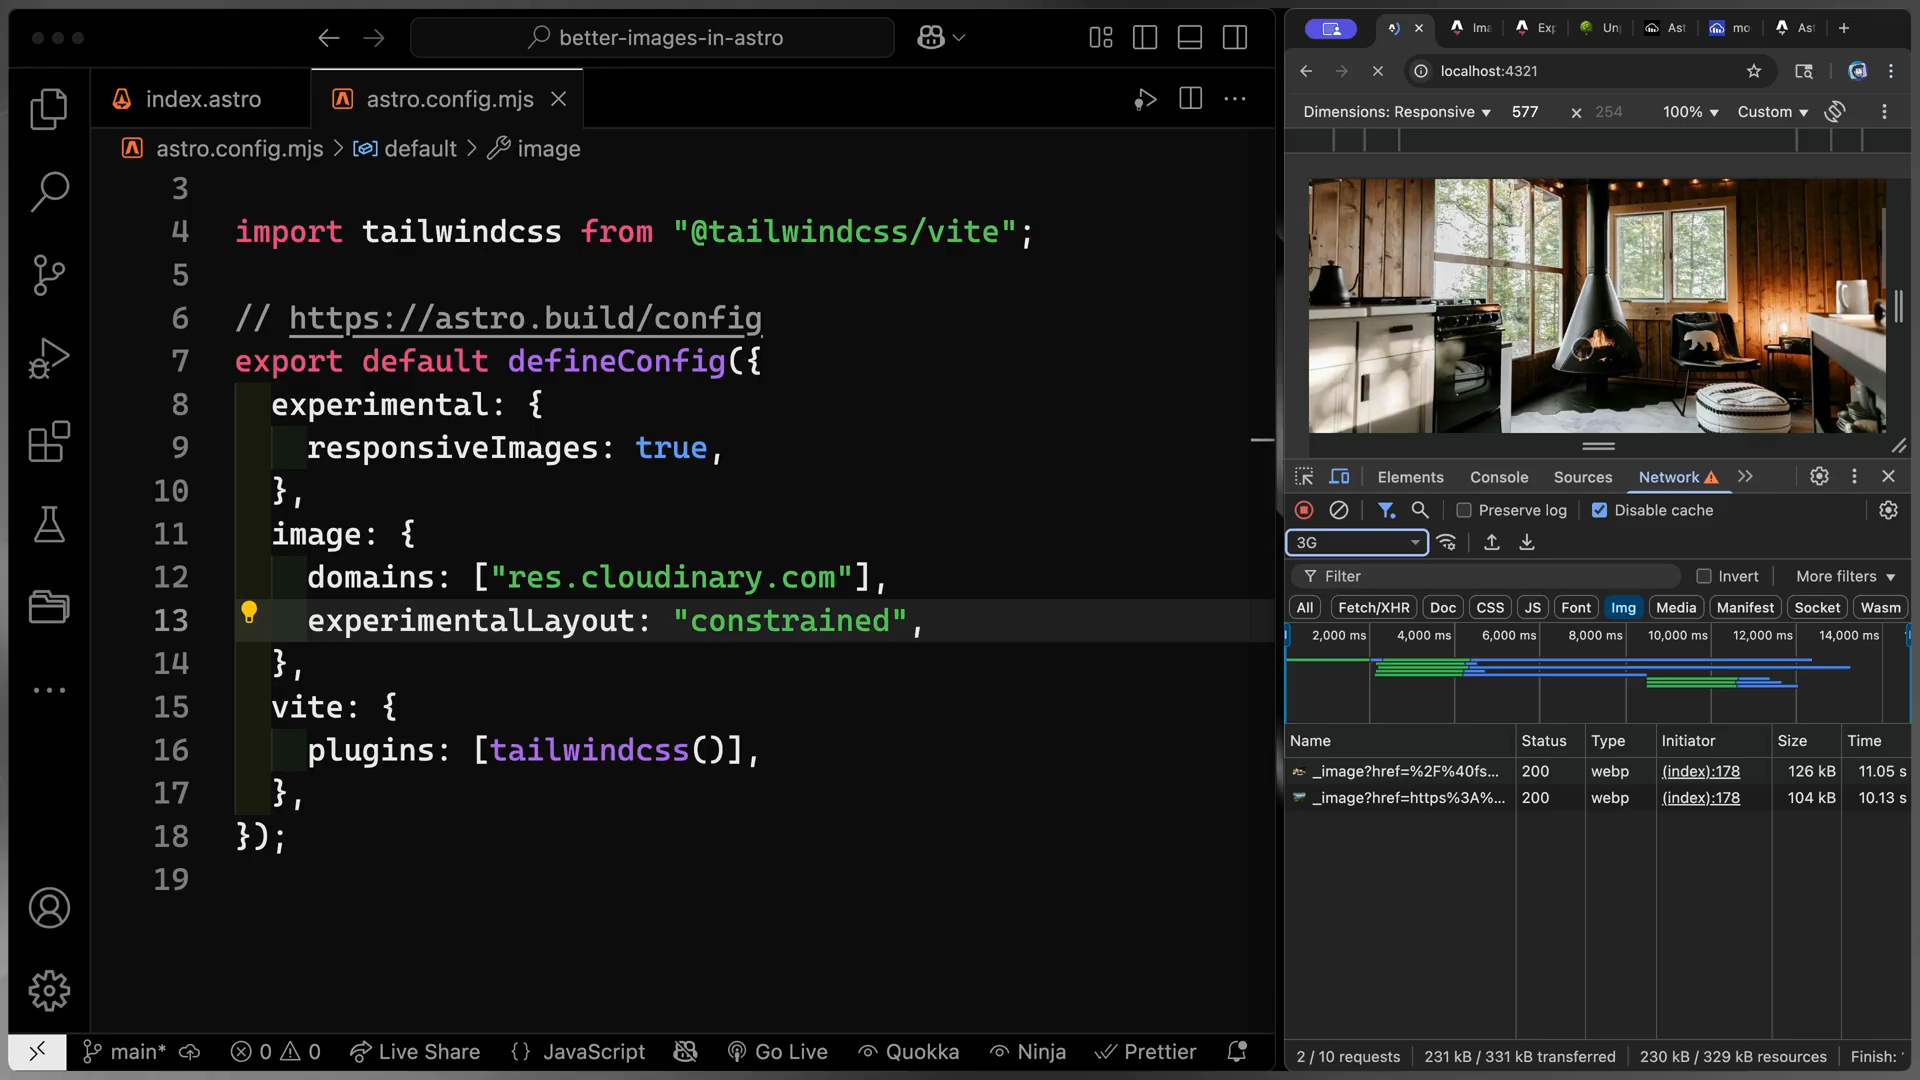 better-images-in-astro
index.astro
astro.config.mjs
astro.config.mjs > default > image
3
4 import tailwindcss from "@tailwindcss/vite";
5
6 // https://astro.build/config
7 export default defineConfig({
8 experimental: {
9 responsiveImages: true,
10 },
11 image: {
12 domains: ["res.cloudinary.com"],
13 experimentalLayout: "constrained",
14 },
15 vite: {
16 plugins: [tailwindcss()],
17 },
18 });
19
main* 0 0 Live Share {} JavaScript Go Live Quokka Ninja Prettier
Ima Exp Un Ast mo Ast
localhost:4321
Dimensions: Responsive 577 × 254 100% Custom
Elements Console Sources Network
Preserve log Disable cache
3G
Filter Invert More filters
All Fetch/XHR Doc CSS JS Font Img Media Manifest Socket Wasm
2,000 ms 4,000 ms 6,000 ms 8,000 ms 10,000 ms 12,000 ms 14,000 ms
Name Status Type Initiator Size Time
_image?href=%2F%40fs... 200 webp (index):178 126 kB 11.05 s
_image?href=https%3A%... 200 webp (index):178 104 kB 10.13 s
2 / 10 requests 231 kB / 331 kB transferred 230 kB / 329 kB resources Finish: